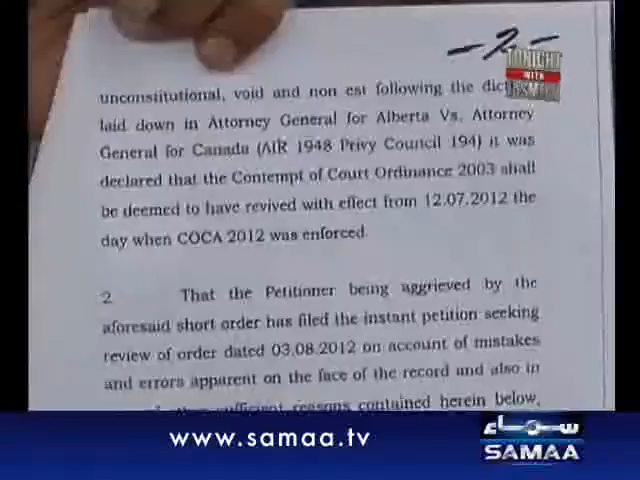 -2-
TONIGHT
WITH
unconstitutional, void and non est following the
laid down in Attorney General for Alberta Vs. Attorney
General for Canada (AIR 1948 Privy Council 194) it was
declared that the Contempt of Court Ordinance 2003 shall
be deemed to have revived with effect from 12.07.2012 the
day when COCA 2012 was enforced.
2 That the Petitioner being aggrieved by the
aforesaid short order has filed the instant petition seeking
review of order dated 03.08.2012 on account of mistakes
and errors apparent on the face of the record and also in
sufficient reasons contained herein below,
www.samaa.tv
سماء
SAMAA